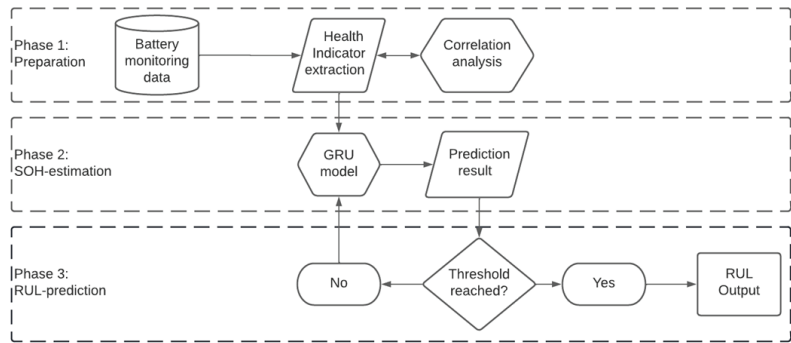 Phase 1:
Preparation
Battery
monitoring
data
Health
Indicator
extraction
Correlation
analysis
Phase 2:
SOH-estimation
GRU
model
Prediction
result
Phase 3:
RUL-prediction
No
Threshold
reached?
Yes
RUL
Output